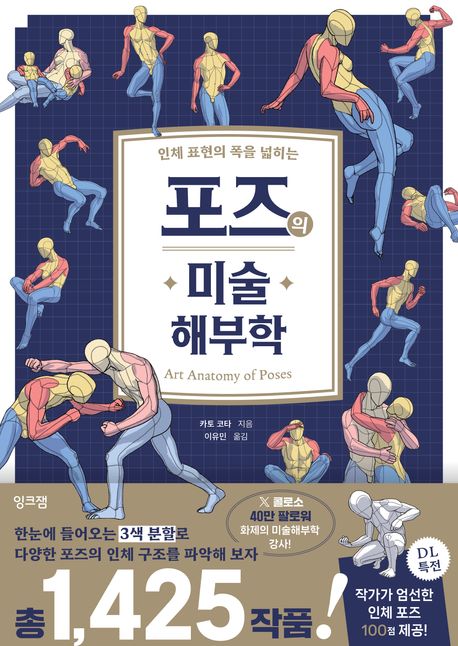 인체 표현의 폭을 넓히는
포즈의
미술
해부학
Art Anatomy of Poses
카토 코타 지음
이유민 옮김
잉크잼
X 콜로소
40만 팔로워
화제의 미술해부학
강사!
한눈에 들어오는 3색 분할로
다양한 포즈의 인체 구조를 파악해 보자
총 1,425 작품!
DL
특전
작가가 엄선한
인체 포즈
100점 제공!